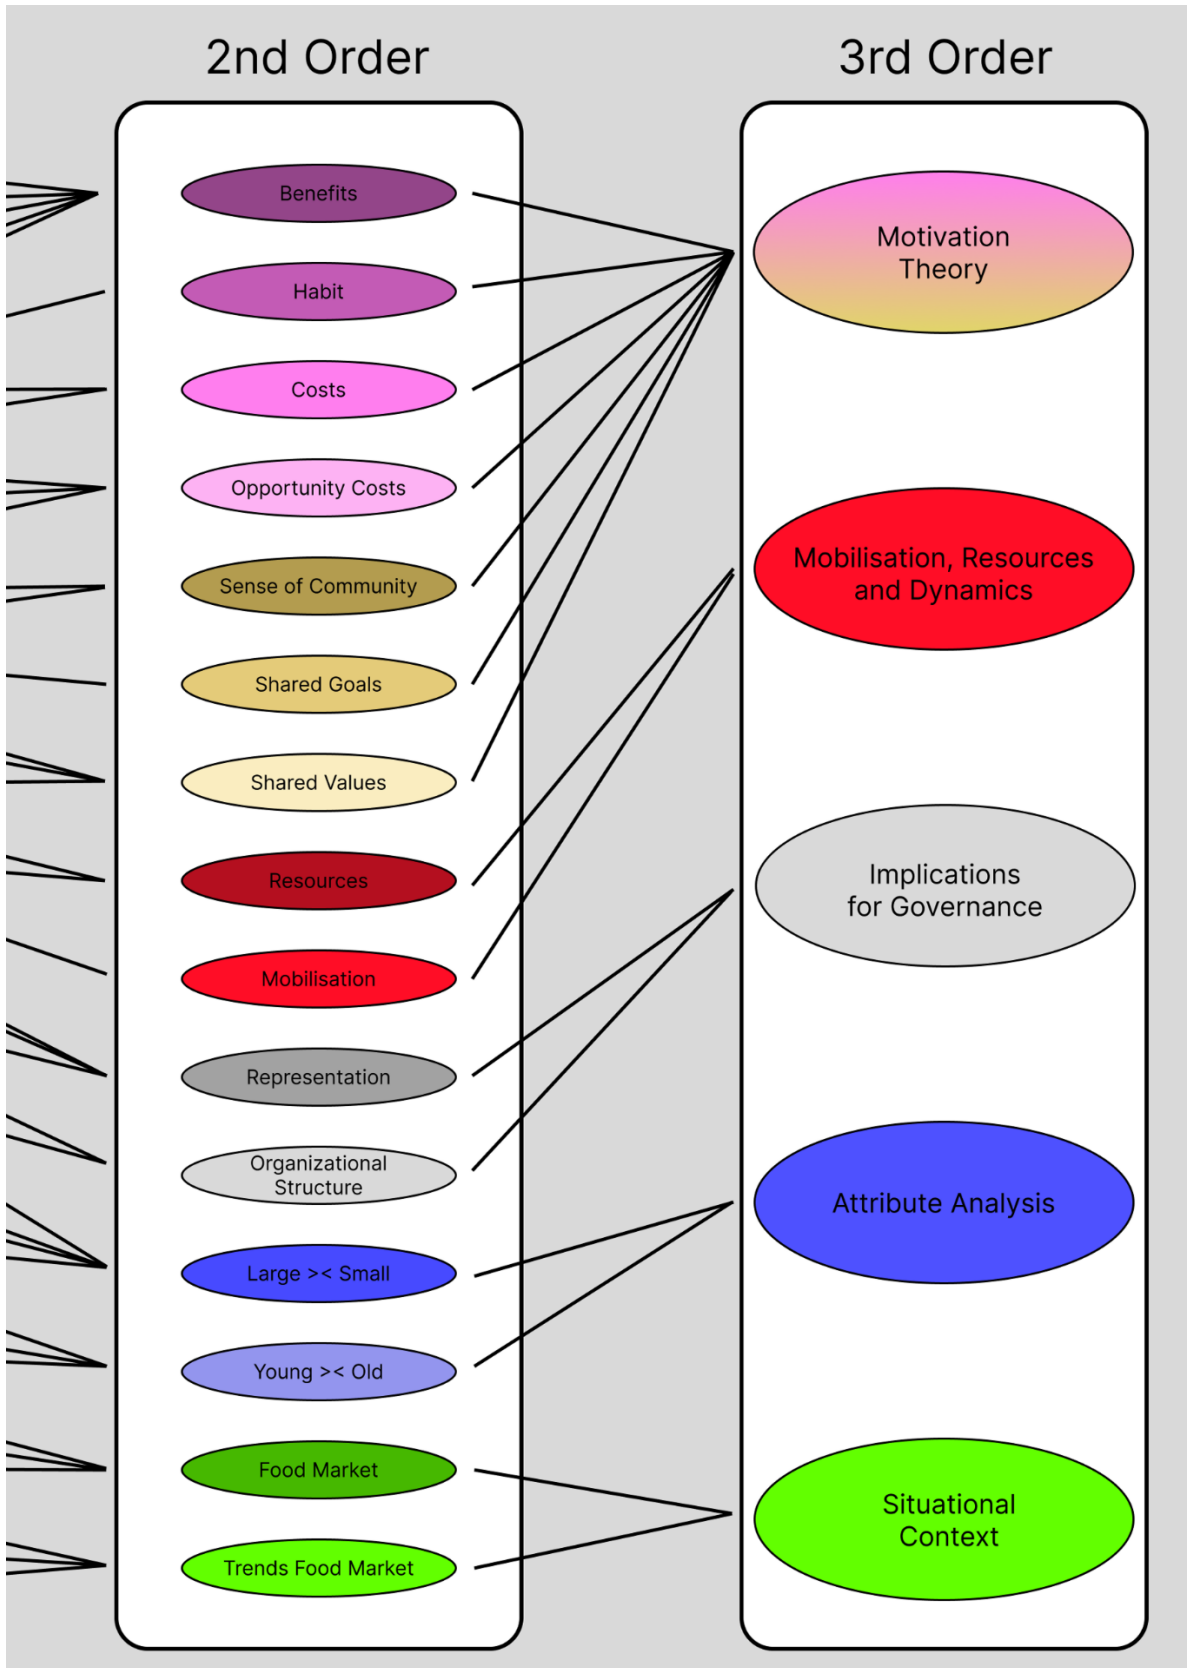 2nd Order
Benefits
Habit
Costs
Opportunity Costs
Sense of Community
Shared Goals
Shared Values
Resources
Mobilisation
Representation
Organizational
Structure
Large >< Small
Young >< Old
Food Market
Trends Food Market
3rd Order
Motivation
Theory
Mobilisation, Resources
and Dynamics
Implications
for Governance
Attribute Analysis
Situational
Context